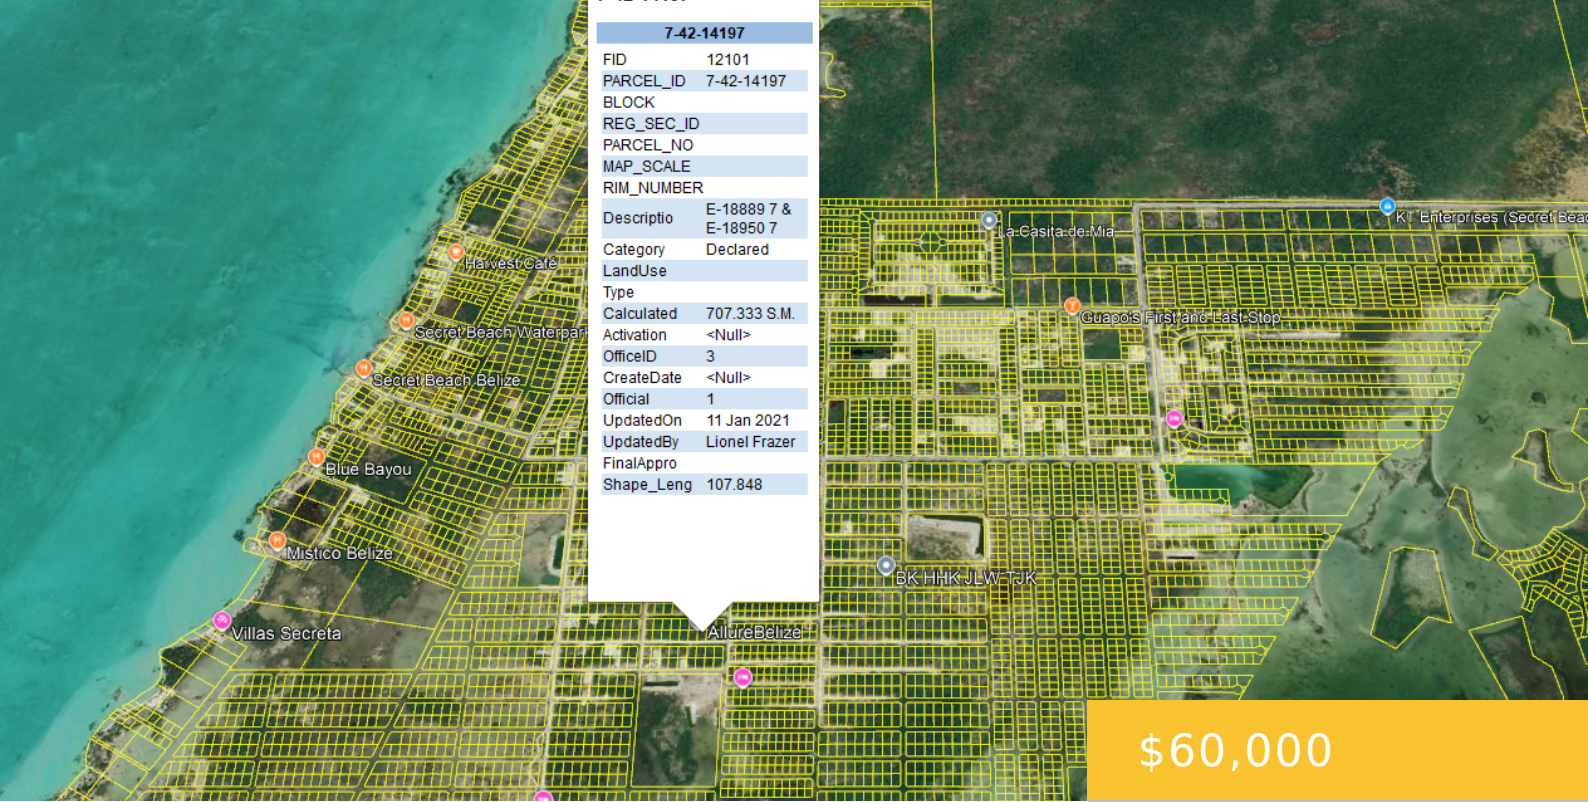 7-42-14197
FID 12101
PARCEL_ID 7-42-14197
BLOCK
REG_SEC_ID
PARCEL_NO
MAP_SCALE
RIM_NUMBER
Descriptio E-18889 7 &
E-18950 7
Category Declared
LandUse
Type
Calculated 707.333 S.M.
Activation <Null>
OfficeID 3
CreateDate <Null>
Official 1
UpdatedOn 11 Jan 2021
UpdatedBy Lionel Frazer
FinalAppro
Shape_Leng 107.848
Harvest Café
Secret Beach Waterpark
Secret Beach Belize
Blue Bayou
Mistico Belize
Villas Secreta
La Casita de Mia
KT Enterprises (Secret Beac
Guapo's First and Last Stop
BK HHK JLW TJK
AllureBelize
$60,000